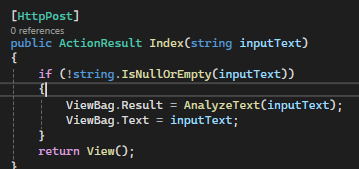 [HttpPost]
0 references
public ActionResult Index(string inputText)
{
if (!string.IsNullOrEmpty(inputText))
{
ViewBag.Result = AnalyzeText(inputText);
ViewBag.Text = inputText;
}
return View();
}